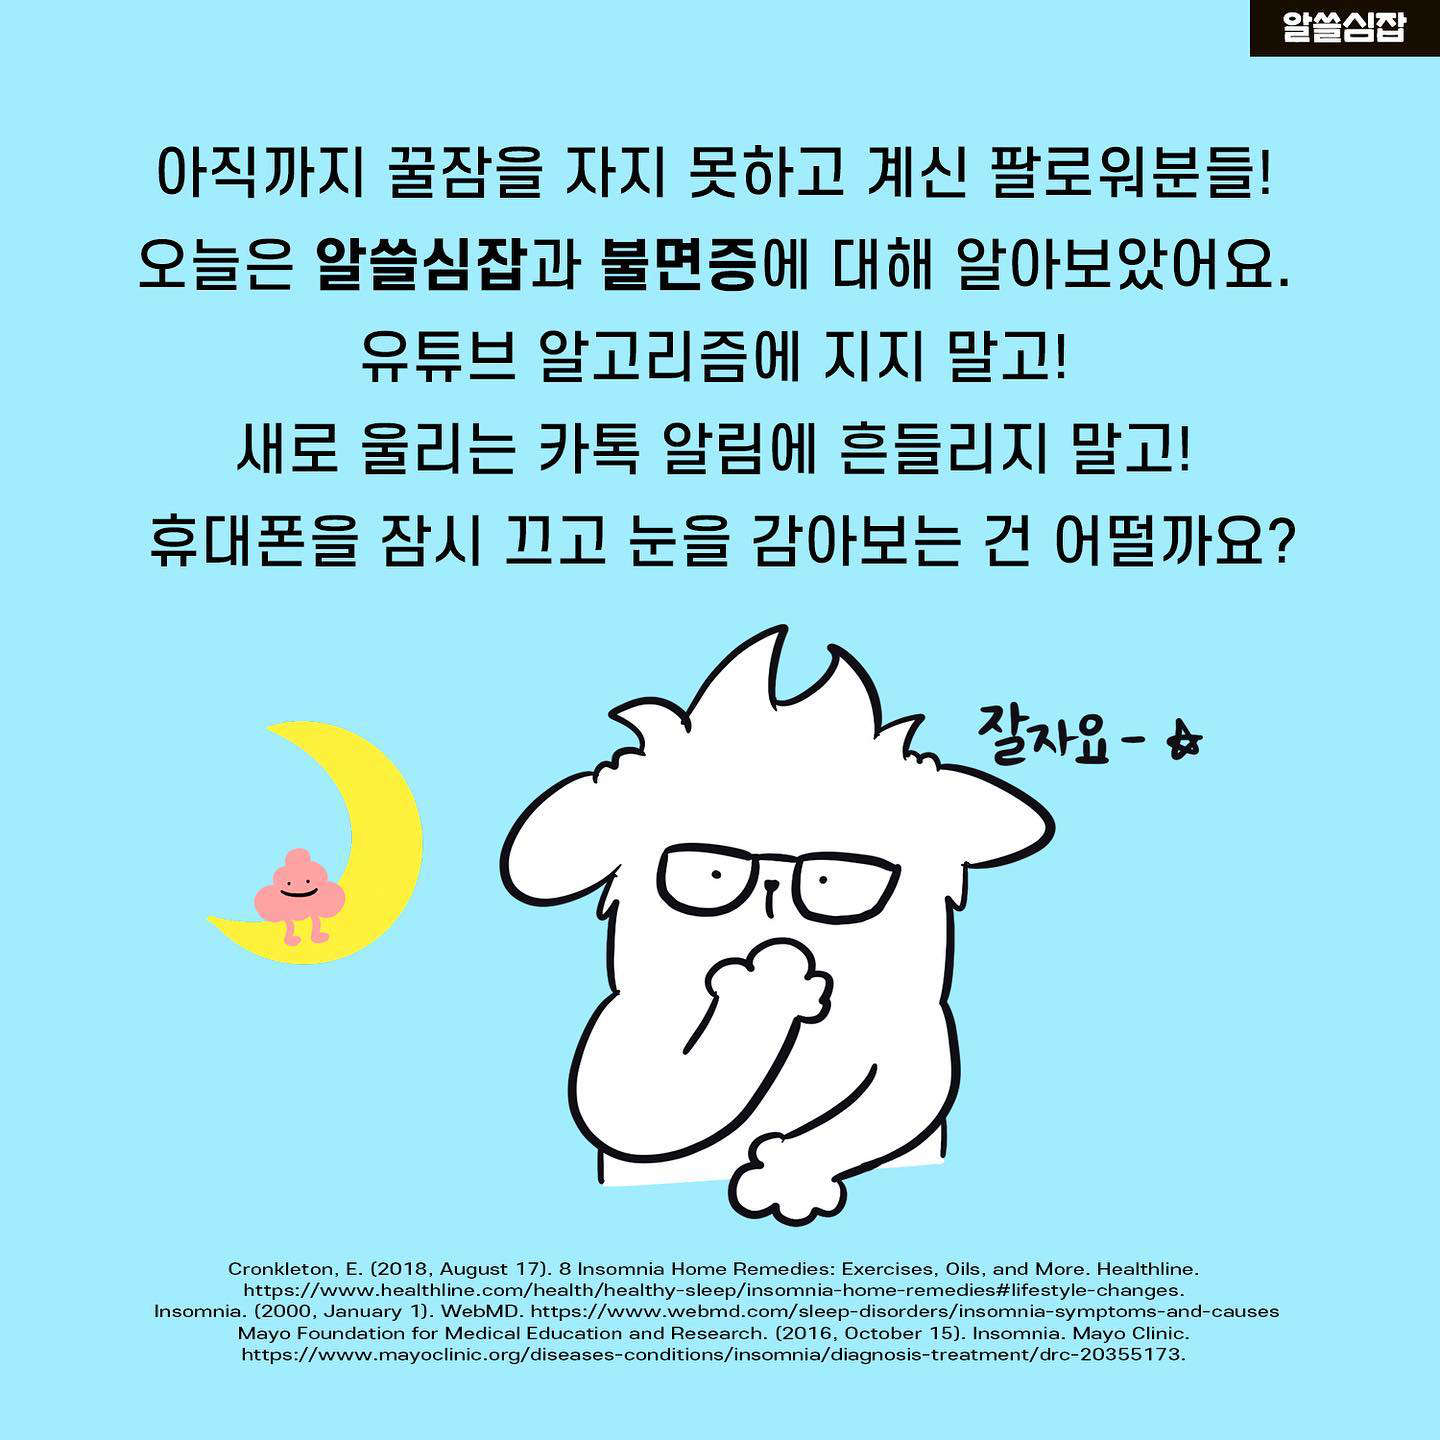 알쓸심잡
아직까지 꿀잠을 자지 못하고 계신 팔로워분들!
오늘은 알쓸심잡과 불면증에 대해 알아보았어요.
유튜브 알고리즘에 지지 말고!
새로 울리는 카톡 알림에 흔들리지 말고!
휴대폰을 잠시 끄고 눈을 감아보는 건 어떨까요?
잘자요- ☆
Cronkleton, E. (2018, August 17). 8 Insomnia Home Remedies: Exercises, Oils, and More. Healthline.
https://www.healthline.com/health/healthy-sleep/insomnia-home-remedies#lifestyle-changes.
Insomnia. (2000, January 1). WebMD. https://www.webmd.com/sleep-disorders/insomnia-symptoms-and-causes
Mayo Foundation for Medical Education and Research. (2016, October 15). Insomnia. Mayo Clinic.
https://www.mayoclinic.org/diseases-conditions/insomnia/diagnosis-treatment/drc-20355173.